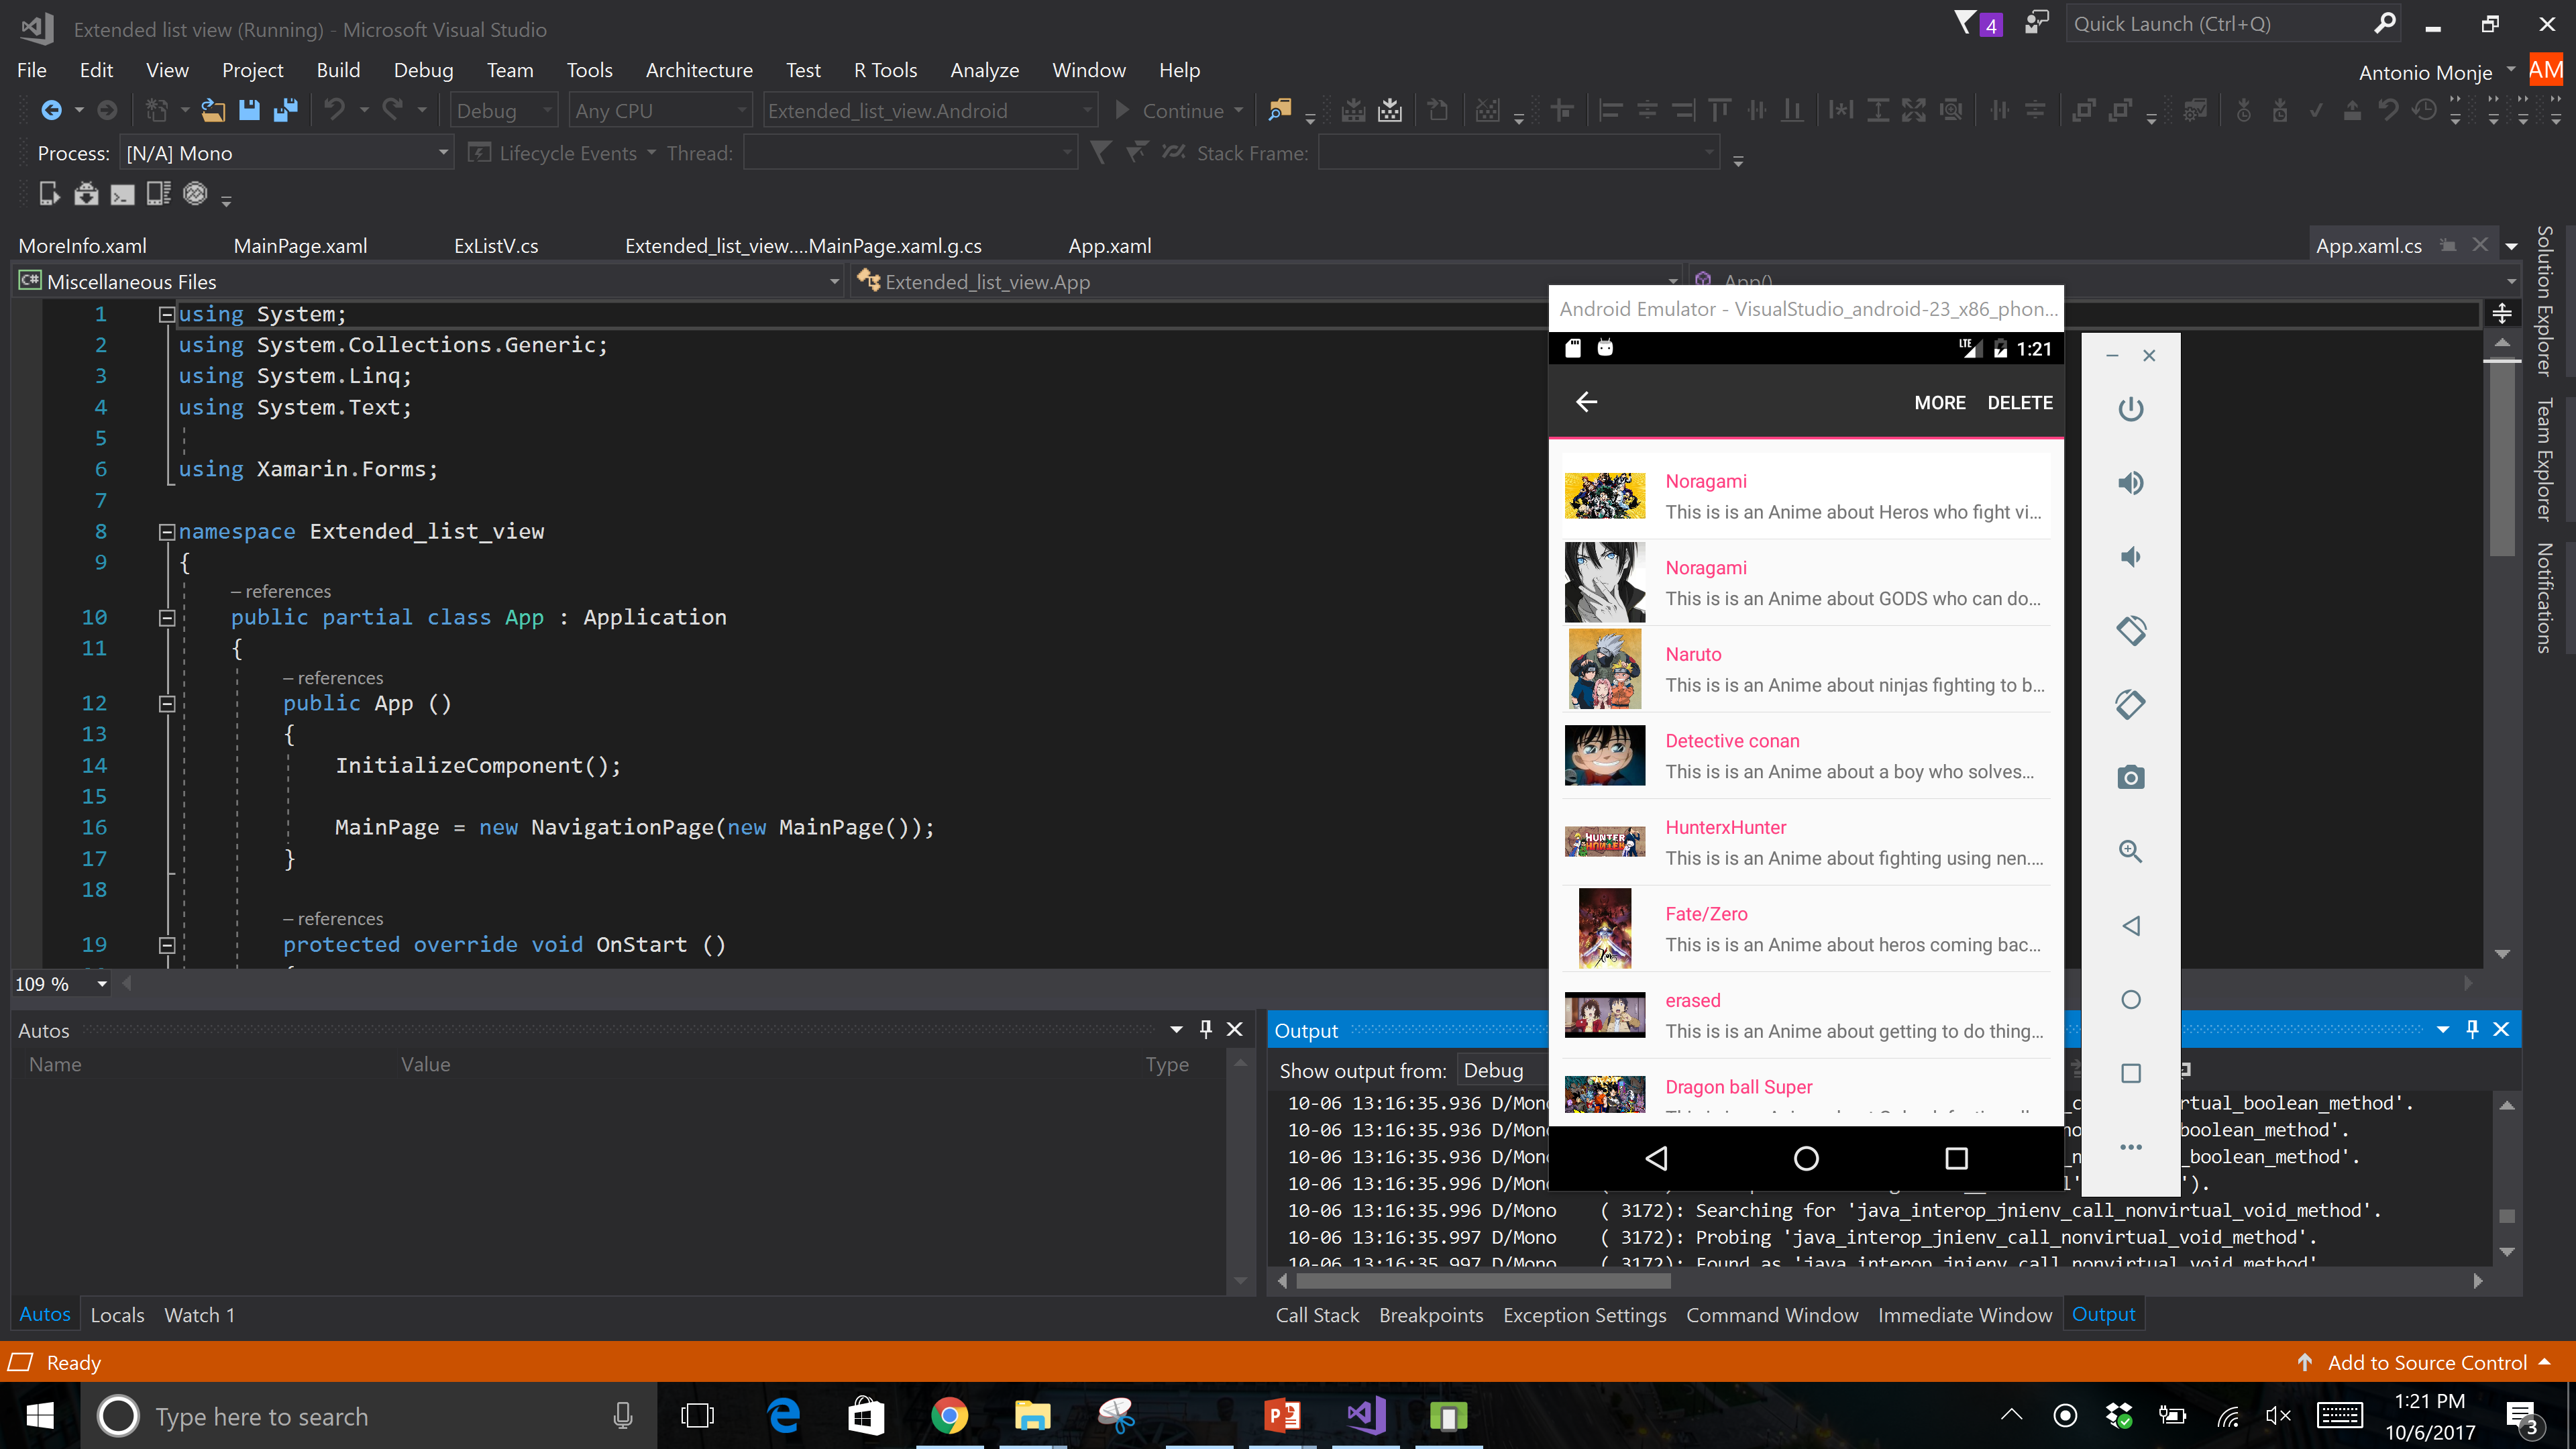 Extended list view (Running) - Microsoft Visual Studio
4
Quick Launch (Ctrl+Q)
File Edit View Project Build Debug Team Tools Architecture Test R Tools Analyze Window Help
Antonio Monje AM
Debug Any CPU Extended_list_view.Android Continue
Process: [N/A] Mono Lifecycle Events Thread: Stack Frame:
MoreInfo.xaml MainPage.xaml ExListV.cs Extended_list_view....MainPage.xaml.g.cs App.xaml App.xaml.cs
C# Miscellaneous Files Extended_list_view.App App()
1 using System;
2 using System.Collections.Generic;
3 using System.Linq;
4 using System.Text;
5
6 using Xamarin.Forms;
7
8 namespace Extended_list_view
9 {
– references
10 public partial class App : Application
11 {
– references
12 public App ()
13 {
14 InitializeComponent();
15
16 MainPage = new NavigationPage(new MainPage());
17 }
18
– references
19 protected override void OnStart ()
109 %
Solution Explorer
Team Explorer
Notifications
Android Emulator - VisualStudio_android-23_x86_phon...
LTE 1:21
MORE DELETE
Noragami
This is is an Anime about Heros who fight vi...
Noragami
This is is an Anime about GODS who can do...
Naruto
This is is an Anime about ninjas fighting to b...
Detective conan
This is is an Anime about a boy who solves...
HUNTER
HUNTER
HunterxHunter
This is is an Anime about fighting using nen....
Fate/Zero
This is is an Anime about heros coming bac...
erased
This is is an Anime about getting to do thing...
Dragon ball Super
Autos
Name Value Type
Autos Locals Watch 1
Output
Show output from: Debug
10-06 13:16:35.936 D/Mono rtual_boolean_method'.
10-06 13:16:35.936 D/Mono boolean_method'.
10-06 13:16:35.936 D/Mono _boolean_method'.
10-06 13:16:35.996 D/Mono ').
10-06 13:16:35.996 D/Mono ( 3172): Searching for 'java_interop_jnienv_call_nonvirtual_void_method'.
10-06 13:16:35.997 D/Mono ( 3172): Probing 'java_interop_jnienv_call_nonvirtual_void_method'.
10-06 13:16:35.997 D/Mono ( 3172): Found as 'java_interop_jnienv_call_nonvirtual_void_method'
Call Stack Breakpoints Exception Settings Command Window Immediate Window Output
Ready
Add to Source Control
Type here to search
1:21 PM
10/6/2017
3